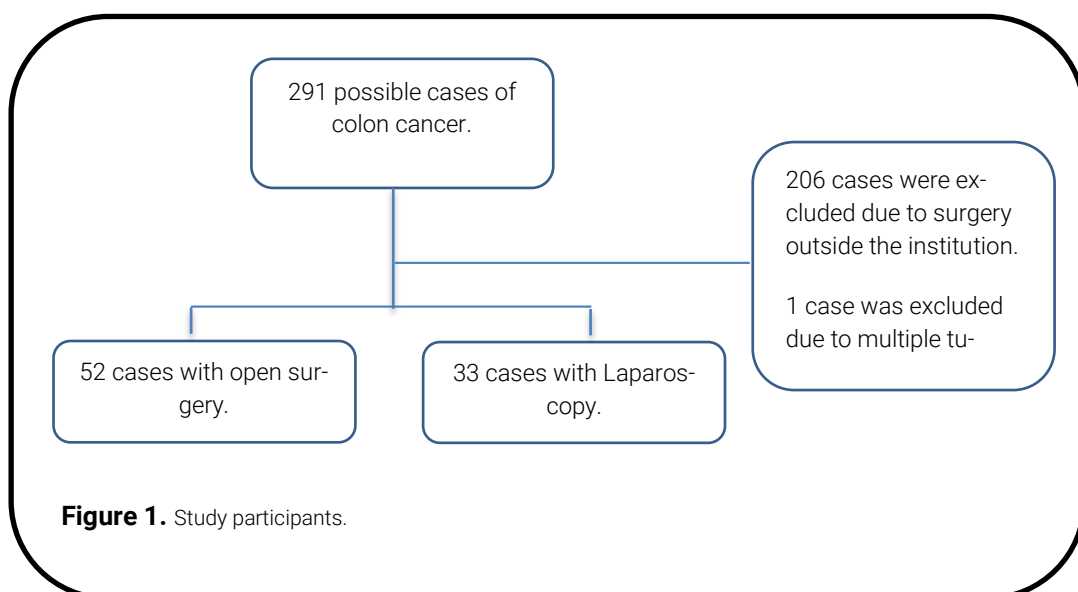 291 possible cases of
colon cancer.
206 cases were ex-
cluded due to surgery
outside the institution.
1 case was excluded
due to multiple tu-
52 cases with open sur-
gery.
33 cases with Laparos-
copy.
Figure 1. Study participants.